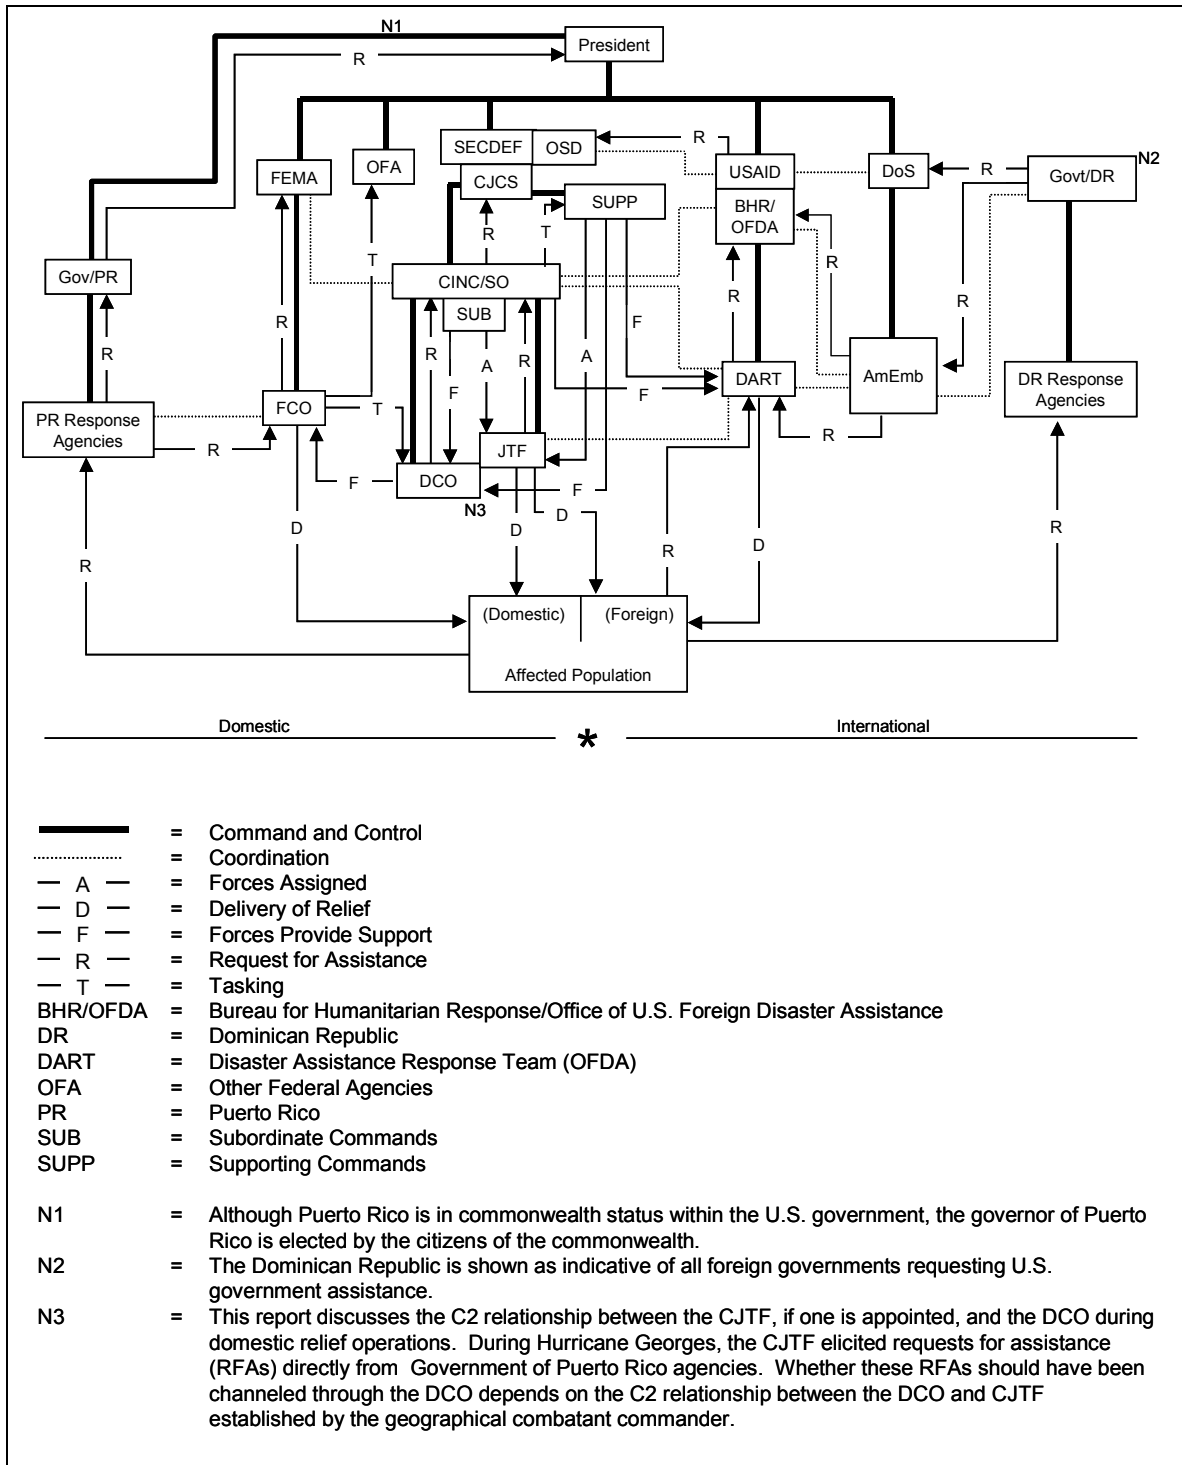 N1
President
R
SECDEF OSD
R
N2
FEMA
OFA
USAID
DoS
R
Govt/DR
CJCS
SUPP
BHR/
OFDA
R
T
R
T
Gov/PR
CINC/SO
R
R
SUB
R
R
R
F
R
F
A
R
A
F
DART
AmEmb
DR Response
Agencies
PR Response
Agencies
FCO
T
R
R
JTF
F
DCO
F
N3
D
D
D
R
D
R
R
(Domestic) (Foreign)
Affected Population
Domestic * International
= Command and Control
= Coordination
A = Forces Assigned
D = Delivery of Relief
F = Forces Provide Support
R = Request for Assistance
T = Tasking
BHR/OFDA = Bureau for Humanitarian Response/Office of U.S. Foreign Disaster Assistance
DR = Dominican Republic
DART = Disaster Assistance Response Team (OFDA)
OFA = Other Federal Agencies
PR = Puerto Rico
SUB = Subordinate Commands
SUPP = Supporting Commands
N1 = Although Puerto Rico is in commonwealth status within the U.S. government, the governor of Puerto
Rico is elected by the citizens of the commonwealth.
N2 = The Dominican Republic is shown as indicative of all foreign governments requesting U.S.
government assistance.
N3 = This report discusses the C2 relationship between the CJTF, if one is appointed, and the DCO during
domestic relief operations. During Hurricane Georges, the CJTF elicited requests for assistance
(RFAs) directly from Government of Puerto Rico agencies. Whether these RFAs should have been
channeled through the DCO depends on the C2 relationship between the DCO and CJTF
established by the geographical combatant commander.